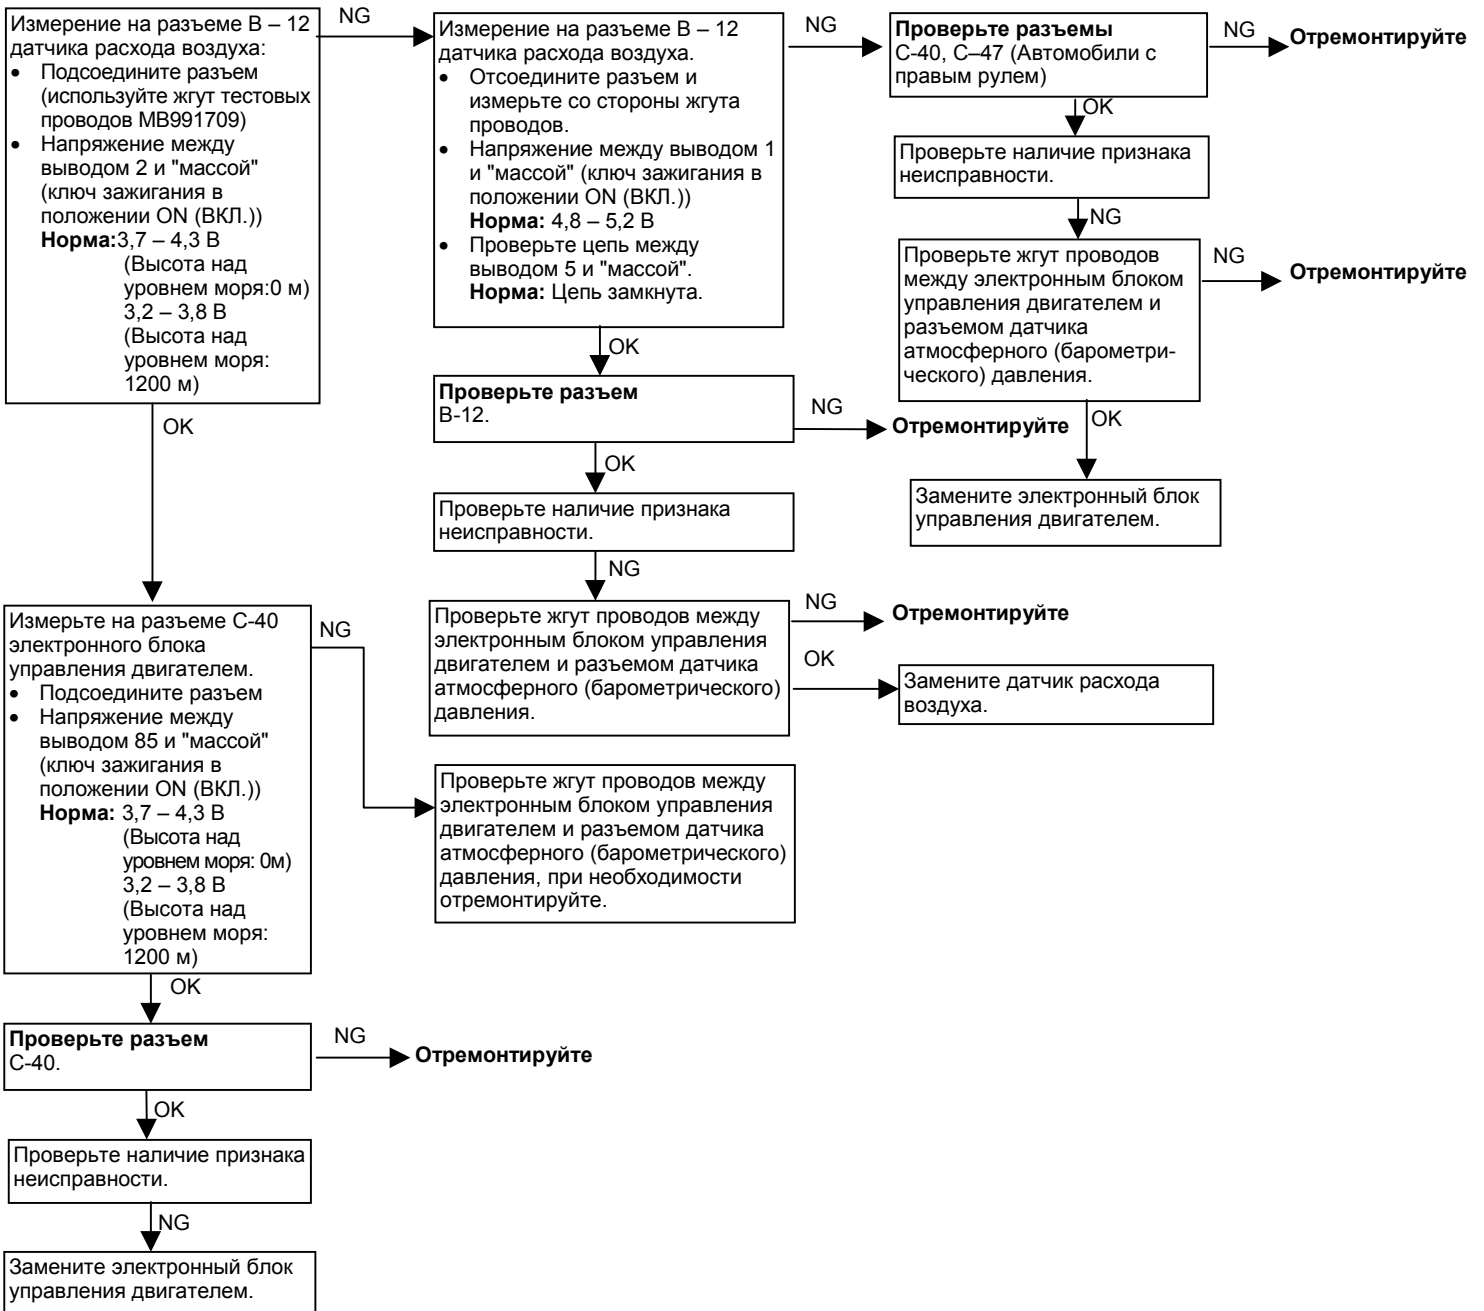 Измерение на разъеме В – 12
датчика расхода воздуха:
• Подсоедините разъем
(используйте жгут тестовых
проводов МВ991709)
• Напряжение между
выводом 2 и "массой"
(ключ зажигания в
положении ON (ВКЛ.))
Норма:3,7 – 4,3 В
(Высота над
уровнем моря:0 м)
3,2 – 3,8 В
(Высота над
уровнем моря:
1200 м)
NG
OK
Измерение на разъеме В – 12
датчика расхода воздуха.
• Отсоедините разъем и
измерьте со стороны жгута
проводов.
• Напряжение между выводом 1
и "массой" (ключ зажигания в
положении ON (ВКЛ.))
Норма: 4,8 – 5,2 В
• Проверьте цепь между
выводом 5 и "массой".
Норма: Цепь замкнута.
NG
OK
Проверьте разъемы
С-40, С–47 (Автомобили с
правым рулем)
NG
Отремонтируйте
OK
Проверьте наличие признака
неисправности.
NG
Проверьте жгут проводов
между электронным блоком
управления двигателем и
разъемом датчика
атмосферного (барометри-
ческого) давления.
NG
Отремонтируйте
OK
Замените электронный блок
управления двигателем.
Проверьте разъем
В-12.
NG
Отремонтируйте
OK
Проверьте наличие признака
неисправности.
NG
Проверьте жгут проводов между
электронным блоком управления
двигателем и разъемом датчика
атмосферного (барометрического)
давления.
NG
Отремонтируйте
OK
Замените датчик расхода
воздуха.
Измерьте на разъеме С-40
электронного блока
управления двигателем.
• Подсоедините разъем
• Напряжение между
выводом 85 и "массой"
(ключ зажигания в
положении ON (ВКЛ.))
Норма: 3,7 – 4,3 В
(Высота над
уровнем моря: 0м)
3,2 – 3,8 В
(Высота над
уровнем моря:
1200 м)
NG
Проверьте жгут проводов между
электронным блоком управления
двигателем и разъемом датчика
атмосферного (барометрического)
давления, при необходимости
отремонтируйте.
OK
Проверьте разъем
С-40.
NG
Отремонтируйте
OK
Проверьте наличие признака
неисправности.
NG
Замените электронный блок
управления двигателем.